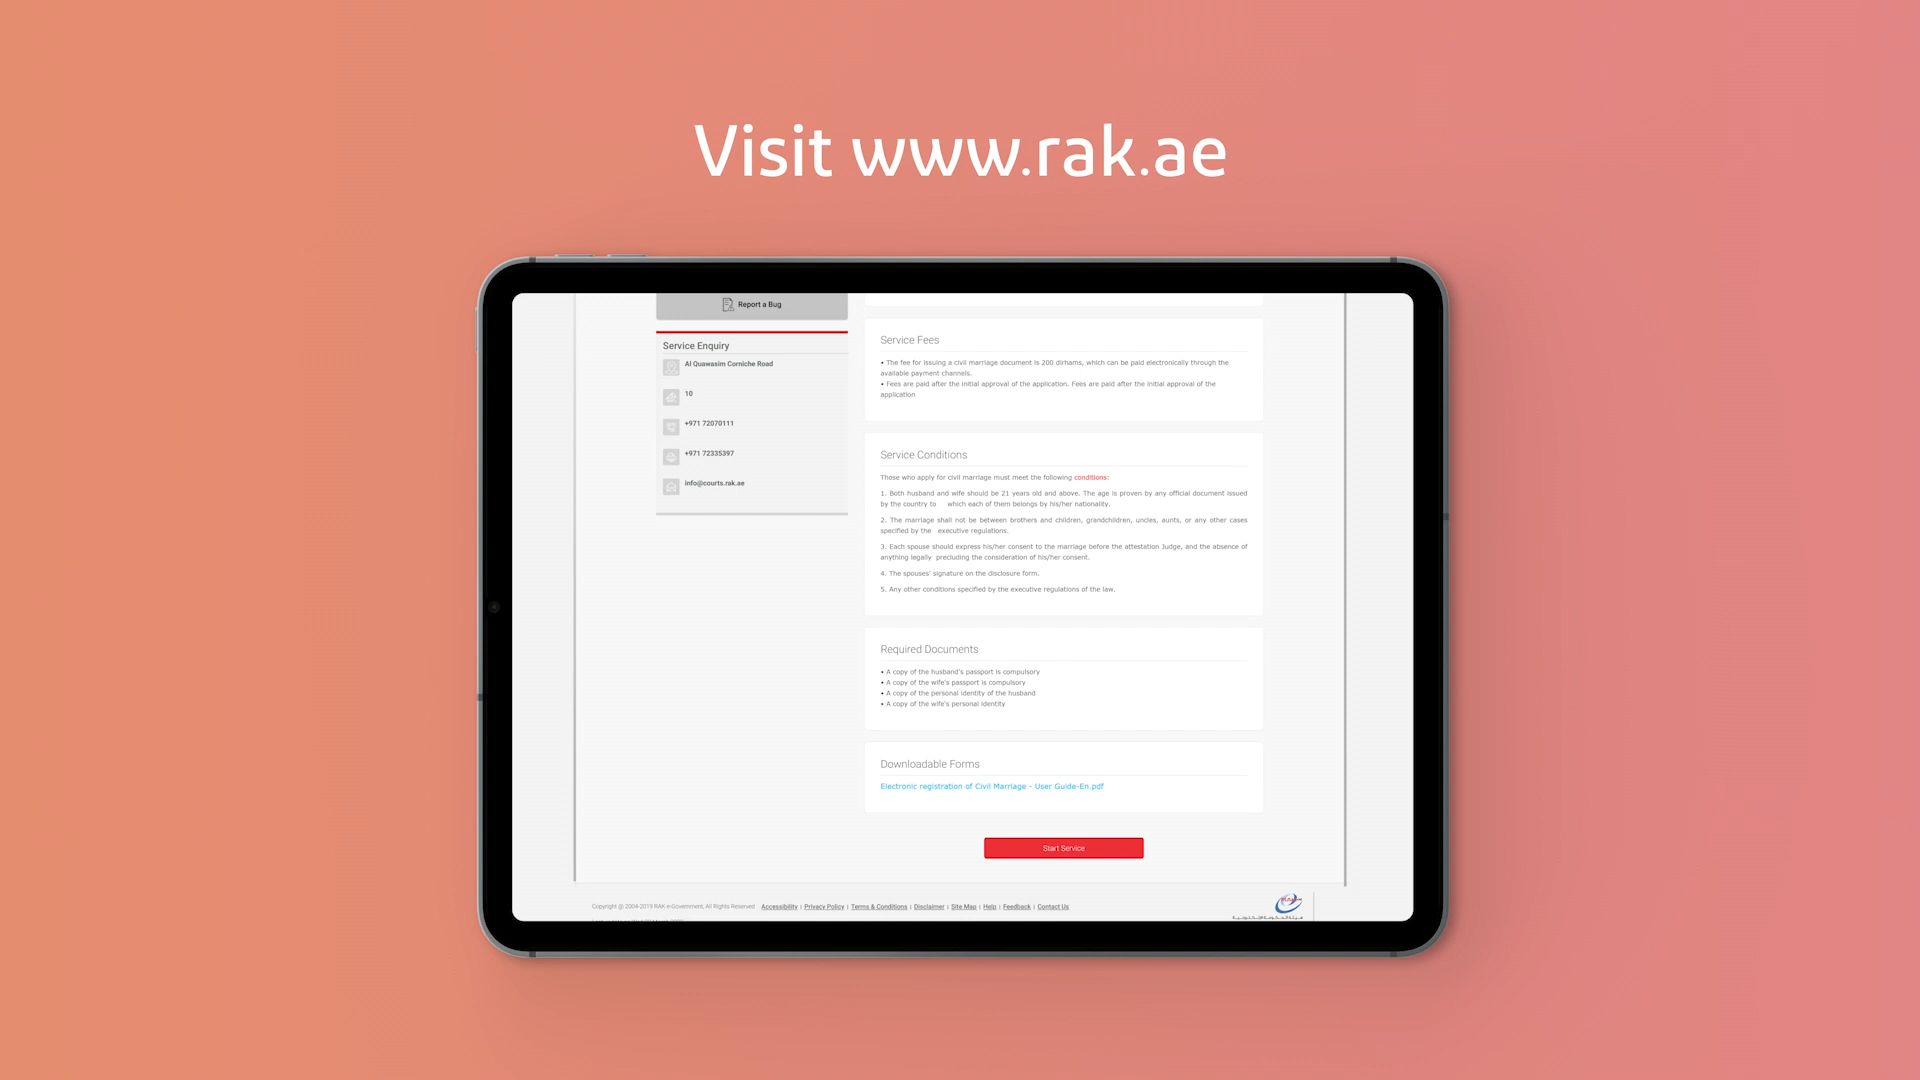 Visit www.rak.ae
Report a Bug
Service Enquiry
Al Quawasim Corniche Road
10
+971 72070111
+971 72335397
info@courts.rak.ae
Service Fees
• The fee for issuing a civil marriage document is 200 dirhams, which can be paid electronically through the
available payment channels.
• Fees are paid after the initial approval of the application. Fees are paid after the initial approval of the
application
Service Conditions
Those who apply for civil marriage must meet the following conditions:
1. Both husband and wife should be 21 years old and above. The age is proven by any official document issued
by the country to which each of them belongs by his/her nationality.
2. The marriage shall not be between brothers and children, grandchildren, uncles, aunts, or any other cases
specified by the executive regulations.
3. Each spouse should express his/her consent to the marriage before the attestation Judge, and the absence of
anything legally precluding the consideration of his/her consent.
4. The spouses' signature on the disclosure form.
5. Any other conditions specified by the executive regulations of the law.
Required Documents
• A copy of the husband's passport is compulsory
• A copy of the wife's passport is compulsory
• A copy of the personal identity of the husband
• A copy of the wife's personal identity
Downloadable Forms
Electronic registration of Civil Marriage - User Guide-En.pdf
Start Service
Copyright @ 2004-2019 RAK e-Government, All Rights Reserved Accessibility | Privacy Policy | Terms & Conditions | Disclaimer | Site Map | Help | Feedback | Contact Us